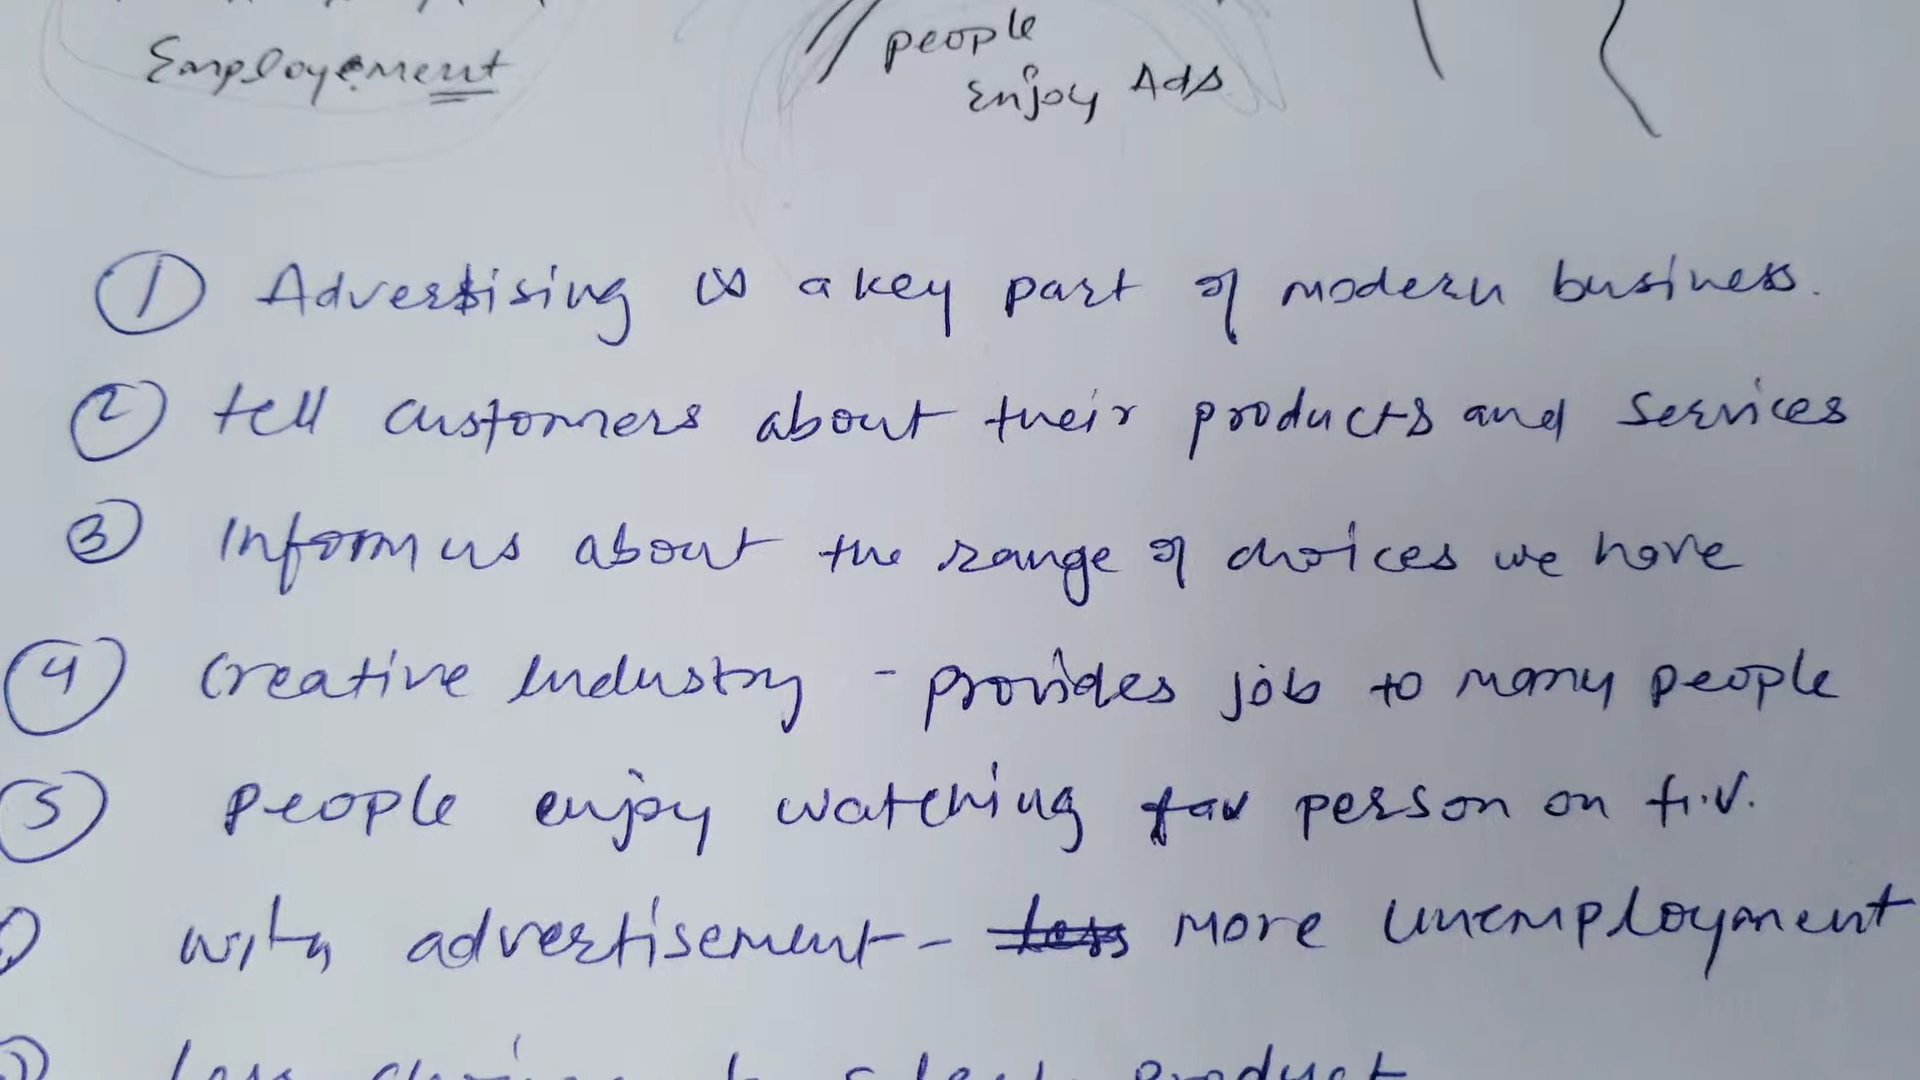 Employement
people
Enjoy Ads
① Advertising is a key part of modern business.
② tell customers about their products and services
③ Inform us about the range of choices we have
④ Creative Industry - provides job to many people
⑤ People enjoy watching fav person on t.v.
with advertisement - less More unemployment
less product